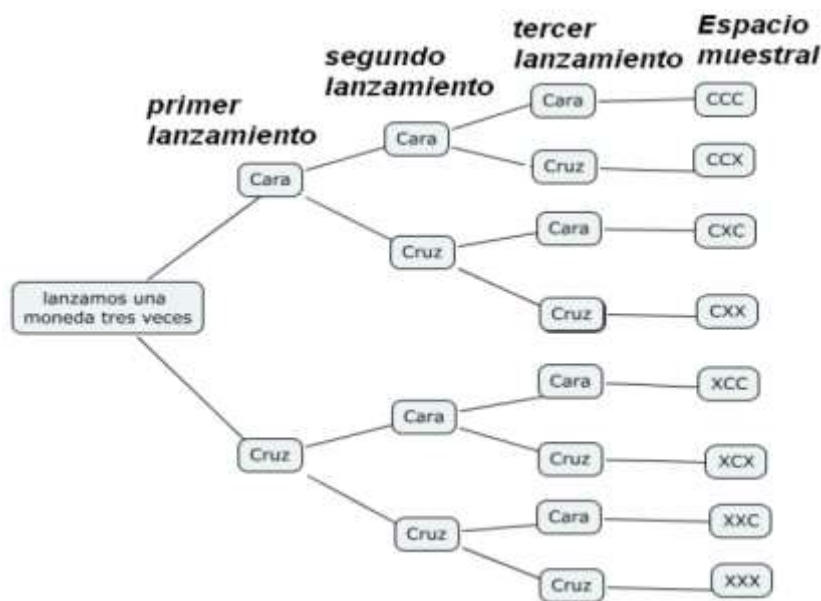 primer
lanzamiento
segundo
lanzamiento
tercer
lanzamiento
Espacio
muestral
lanzamos una
moneda tres veces
Cara
Cara
Cara
CCC
Cruz
CCX
Cruz
Cara
CXC
Cruz
CXX
Cruz
Cara
Cara
XCC
Cruz
XCX
Cruz
Cara
XXC
Cruz
XXX